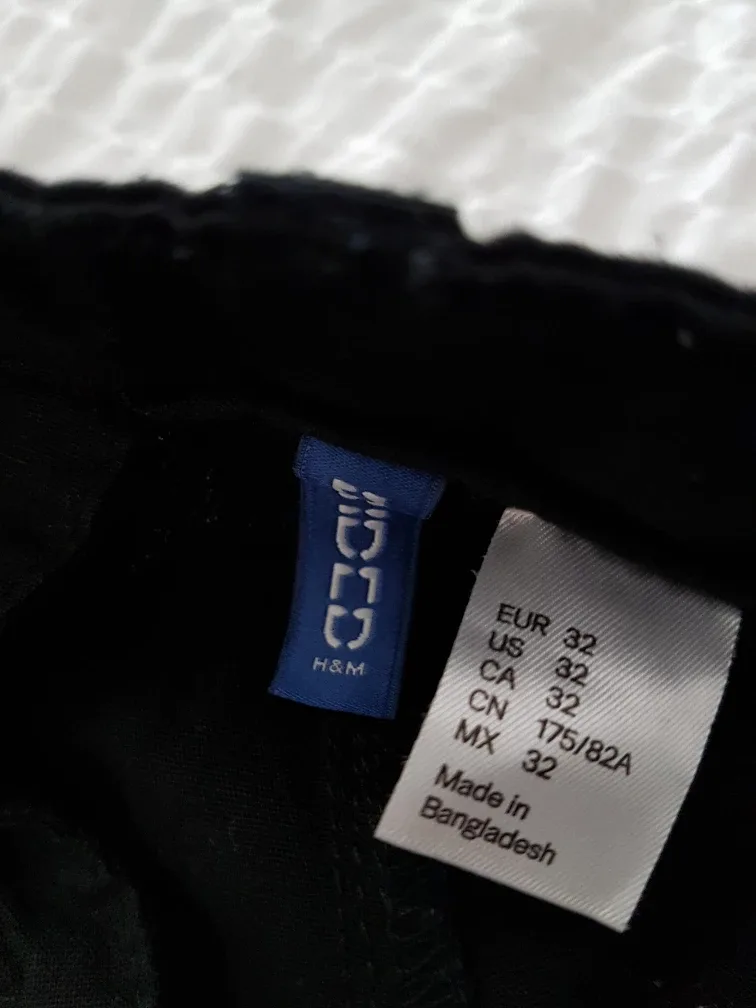 DIVIDED
H&M
EUR 32
US 32
CA 32
CN 175/82A
MX 32
Made in
Bangladesh